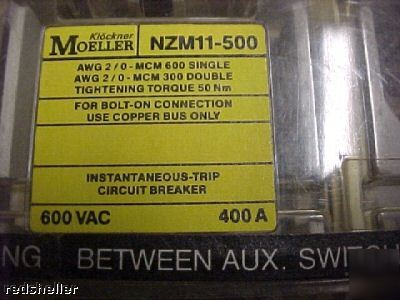 Klöckner
MOELLER
NZM11-500
AWG 2/0 - MCM 600 SINGLE
AWG 2/0 - MCM 300 DOUBLE
TIGHTENING TORQUE 50 Nm
FOR BOLT-ON CONNECTION
USE COPPER BUS ONLY
INSTANTANEOUS-TRIP
CIRCUIT BREAKER
600 VAC 400 A
NG BETWEEN AUX. SWITCH
redsheller